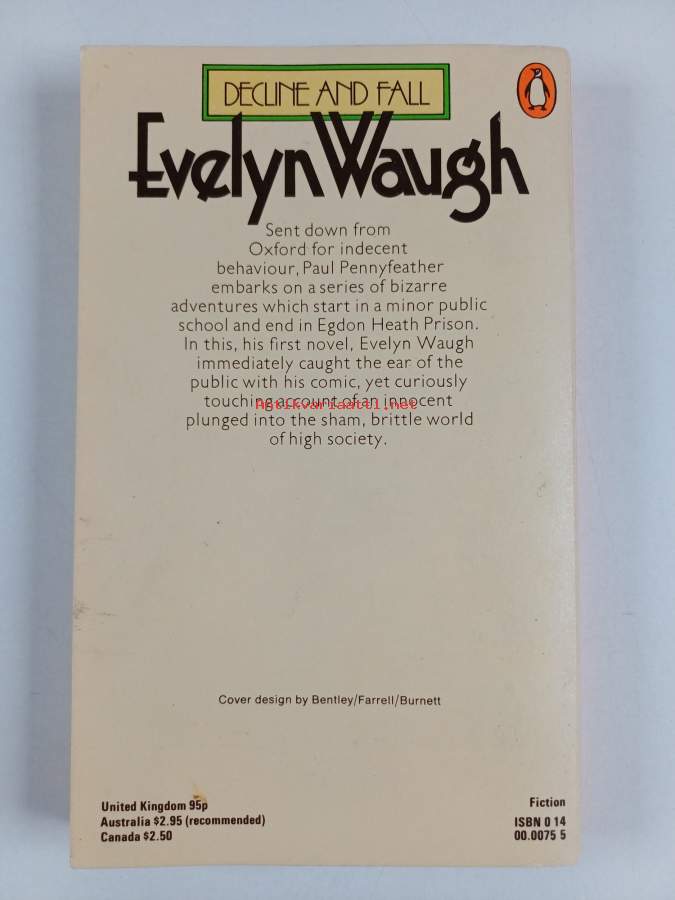 DECLINE AND FALL
Evelyn Waugh
Sent down from
Oxford for indecent
behaviour, Paul Pennyfeather
embarks on a series of bizarre
adventures which start in a minor public
school and end in Egdon Heath Prison.
In this, his first novel, Evelyn Waugh
immediately caught the ear of the
public with his comic, yet curiously
touching account of an innocent
Antikvariaatti.net
plunged into the sham, brittle world
of high society.
Cover design by Bentley/Farrell/Burnett
United Kingdom 95p
Australia $2.95 (recommended)
Canada $2.50
Fiction
ISBN 0 14
00.0075 5